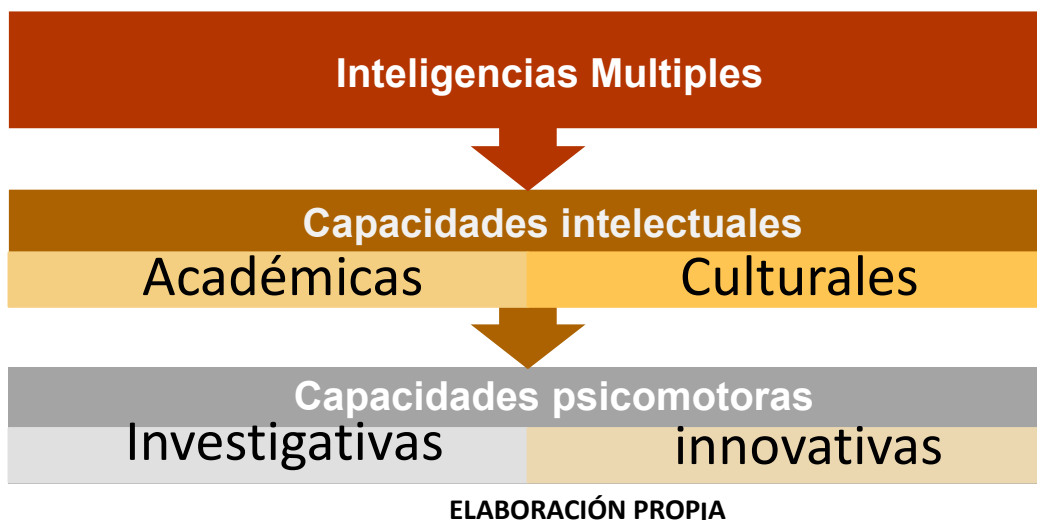 Inteligencias Multiples
Capacidades intelectuales
Académicas Culturales
Capacidades psicomotoras
Investigativas innovativas
ELABORACIÓN PROPIA